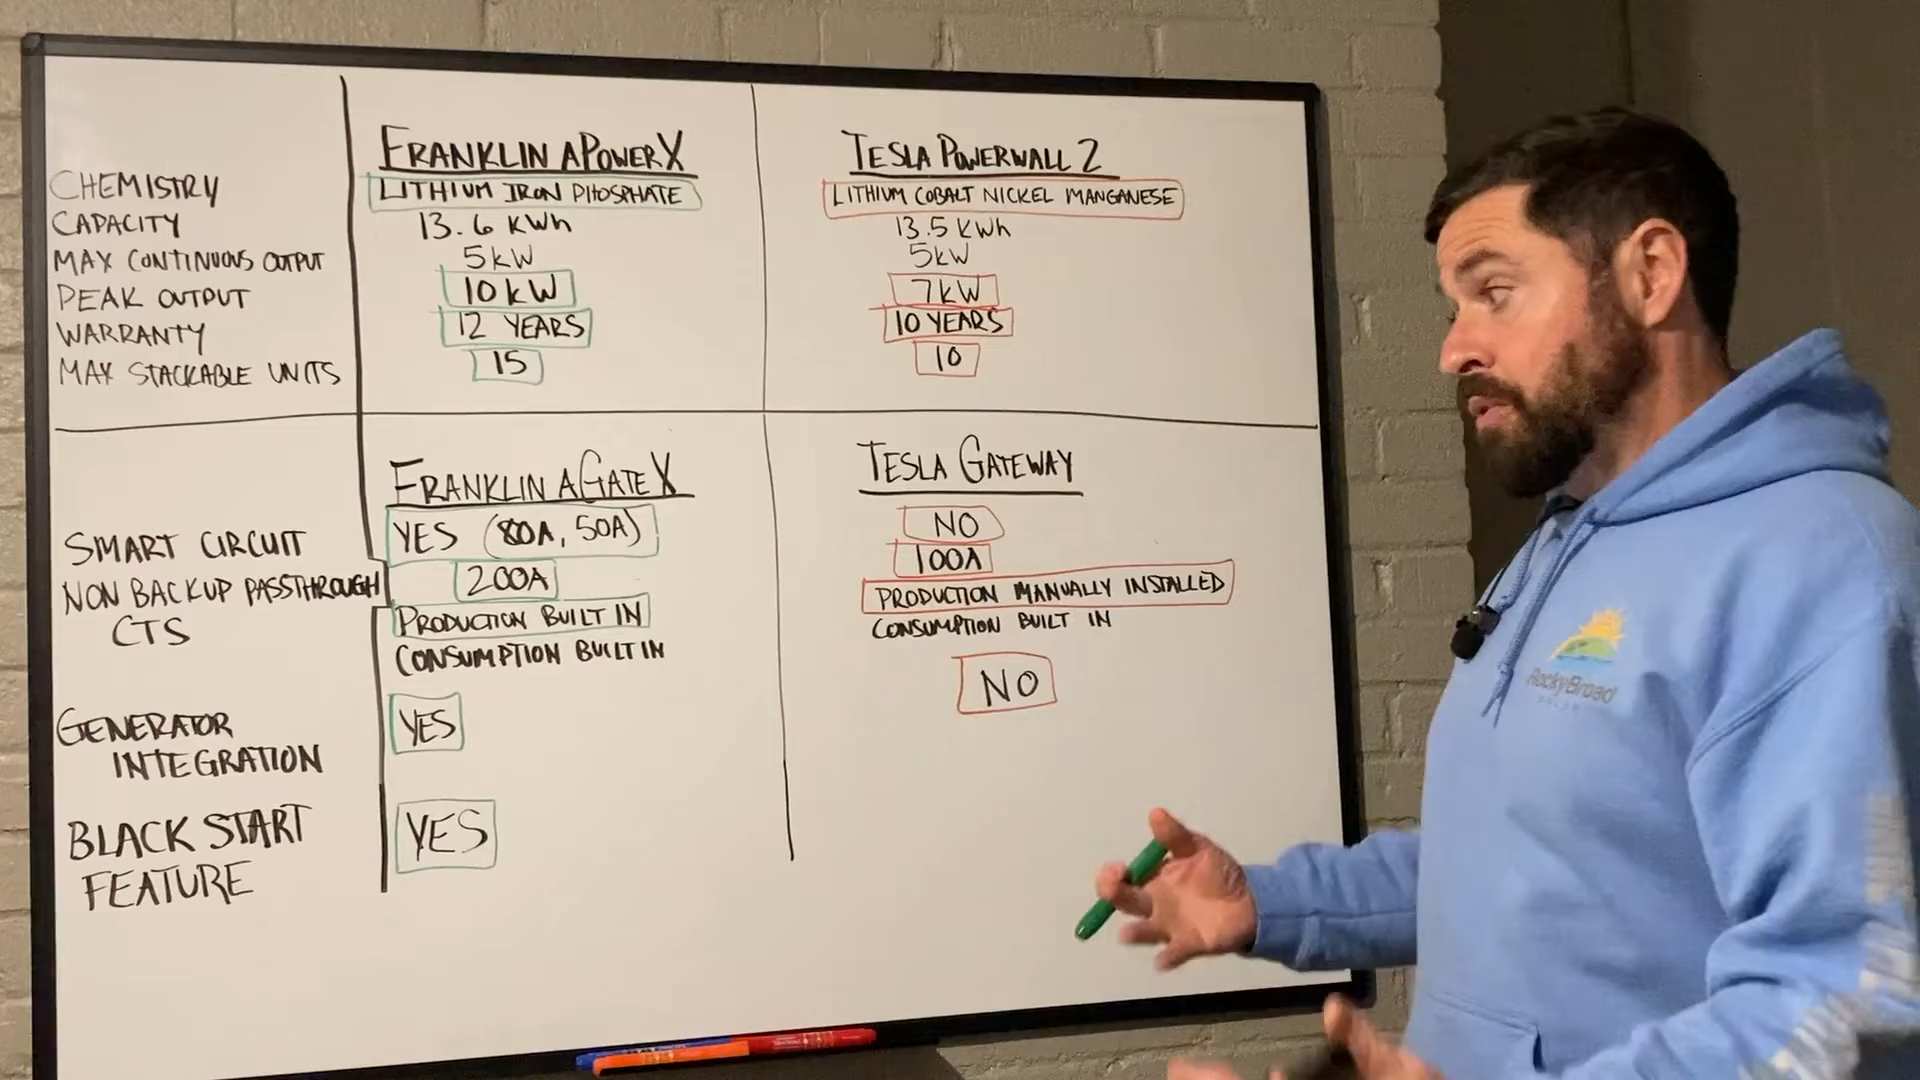 FRANKLIN APOWER X
TESLA POWERWALL 2
CHEMISTRY
LITHIUM IRON PHOSPHATE
LITHIUM COBALT NICKEL MANGANESE
CAPACITY
13.6 KWh
13.5 KWh
MAX CONTINUOUS OUTPUT
5KW
5KW
PEAK OUTPUT
10KW
7KW
WARRANTY
12 YEARS
10 YEARS
MAX STACKABLE UNITS
15
10
FRANKLIN AGATE X
TESLA GATEWAY
SMART CIRCUIT
YES (80A, 50A)
NO
NON BACKUP PASSTHROUGH
200A
100A
CTS
PRODUCTION BUILT IN
CONSUMPTION BUILT IN
PRODUCTION MANUALLY INSTALLED
CONSUMPTION BUILT IN
GENERATOR
INTEGRATION
YES
NO
BLACK START
FEATURE
YES
RockyBroad